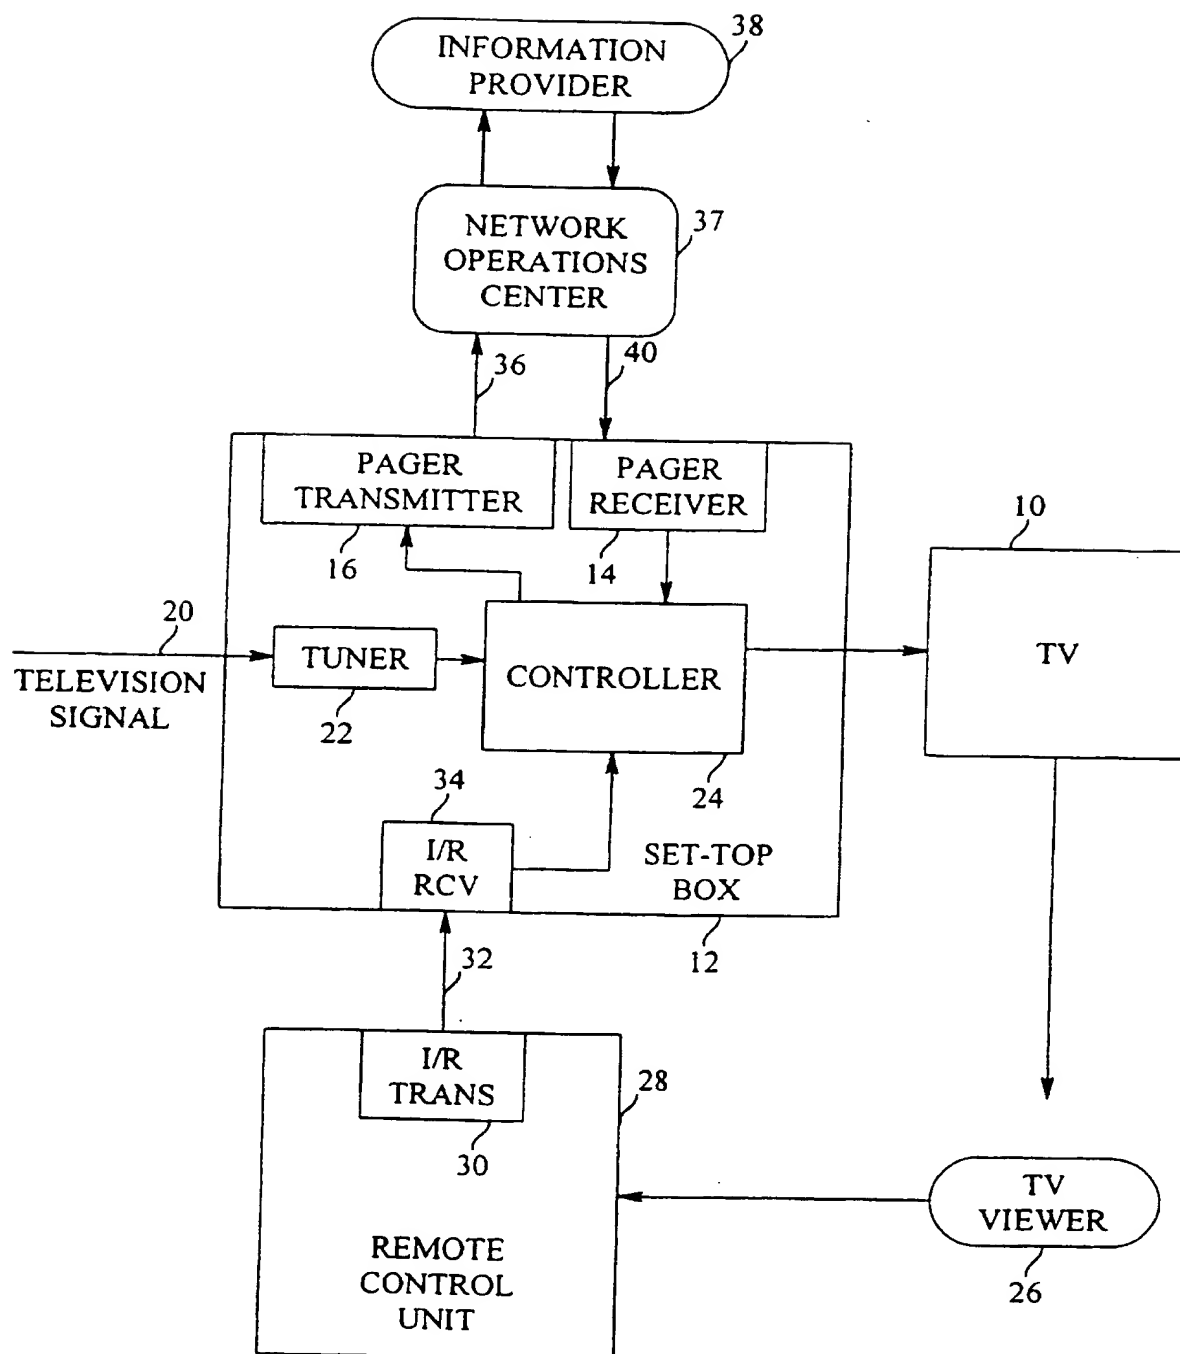 38
INFORMATION
PROVIDER
37
NETWORK
OPERATIONS
CENTER
36
40
PAGER
TRANSMITTER
PAGER
RECEIVER
16
14
10
20
TELEVISION
SIGNAL
TUNER
22
CONTROLLER
24
TV
34
I/R
RCV
SET-TOP
BOX
12
32
I/R
TRANS
30
28
REMOTE
CONTROL
UNIT
TV
VIEWER
26